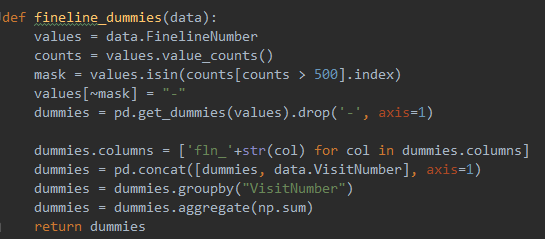 def fineline_dummies(data):
    values = data.FinelineNumber
    counts = values.value_counts()
    mask = values.isin(counts[counts > 500].index)
    values[~mask] = "-"
    dummies = pd.get_dummies(values).drop('-', axis=1)

    dummies.columns = ['fln_'+str(col) for col in dummies.columns]
    dummies = pd.concat([dummies, data.VisitNumber], axis=1)
    dummies = dummies.groupby("VisitNumber")
    dummies = dummies.aggregate(np.sum)
    return dummies